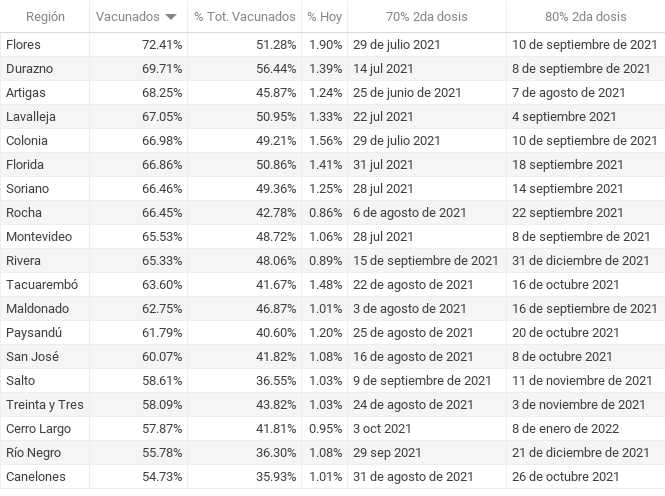 Región Vacunados % Tot. Vacunados % Hoy 70% 2da dosis 80% 2da dosis
Flores 72.41% 51.28% 1.90% 29 de julio 2021 10 de septiembre de 2021
Durazno 69.71% 56.44% 1.39% 14 jul 2021 8 de septiembre de 2021
Artigas 68.25% 45.87% 1.24% 25 de junio de 2021 7 de agosto de 2021
Lavalleja 67.05% 50.95% 1.33% 22 jul 2021 4 septiembre 2021
Colonia 66.98% 49.21% 1.56% 29 de julio 2021 10 de septiembre de 2021
Florida 66.86% 50.86% 1.41% 31 jul 2021 18 septiembre 2021
Soriano 66.46% 49.36% 1.25% 28 jul 2021 14 septiembre 2021
Rocha 66.45% 42.78% 0.86% 6 de agosto de 2021 22 septiembre 2021
Montevideo 65.53% 48.72% 1.06% 28 jul 2021 8 de septiembre de 2021
Rivera 65.33% 48.06% 0.89% 15 de septiembre de 2021 31 de diciembre de 2021
Tacuarembó 63.60% 41.67% 1.48% 22 de agosto de 2021 16 de octubre 2021
Maldonado 62.75% 46.87% 1.01% 3 de agosto de 2021 16 de septiembre de 2021
Paysandú 61.79% 40.60% 1.20% 25 de agosto de 2021 20 de octubre 2021
San José 60.07% 41.82% 1.08% 16 de agosto de 2021 8 de octubre 2021
Salto 58.61% 36.55% 1.03% 9 de septiembre de 2021 11 de noviembre de 2021
Treinta y Tres 58.09% 43.82% 1.03% 24 de agosto de 2021 3 de noviembre de 2021
Cerro Largo 57.87% 41.81% 0.95% 3 oct 2021 8 de enero de 2022
Río Negro 55.78% 36.30% 1.08% 29 sep 2021 21 de diciembre de 2021
Canelones 54.73% 35.93% 1.01% 31 de agosto de 2021 26 de octubre 2021